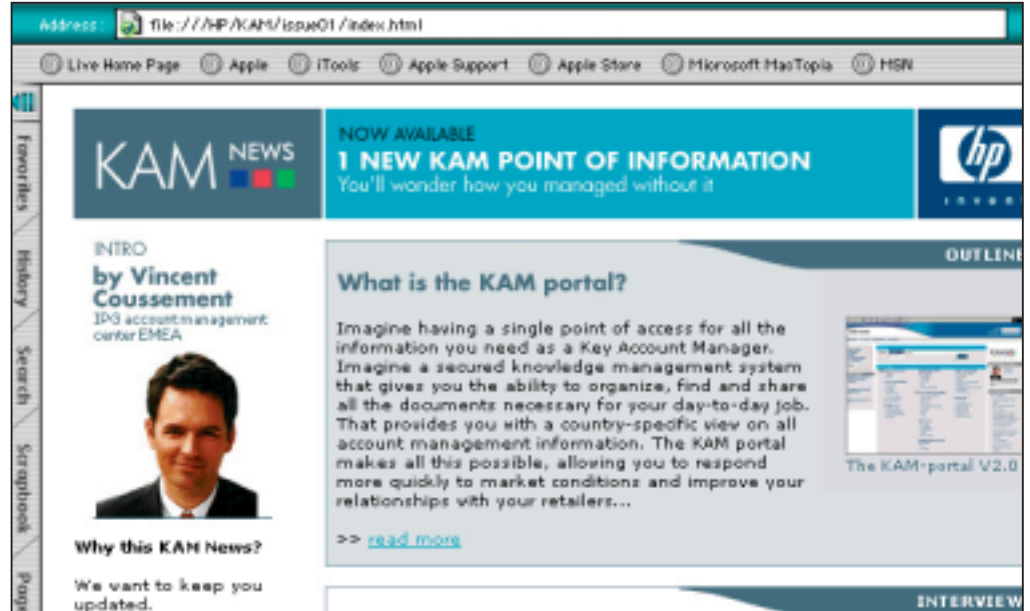 Address: file:///HP/KAM/issue01/index.html
Live Home Page Apple iTools Apple Support Apple Store Microsoft MacTopia MSN
Favorites
History
Search
Scrapbook
Page
KAM NEWS
NOW AVAILABLE
1 NEW KAM POINT OF INFORMATION
You'll wonder how you managed without it
hp
invent
INTRO
by Vincent
Coussement
IPG account management
center EMEA
Why this KAM News?
We want to keep you
updated.
OUTLINE
What is the KAM portal?
Imagine having a single point of access for all the
information you need as a Key Account Manager.
Imagine a secured knowledge management system
that gives you the ability to organize, find and share
all the documents necessary for your day-to-day job.
That provides you with a country-specific view on all
account management information. The KAM portal
makes all this possible, allowing you to respond
more quickly to market conditions and improve your
relationships with your retailers...
>> read more
The KAM-portal V2.0
INTERVIEW